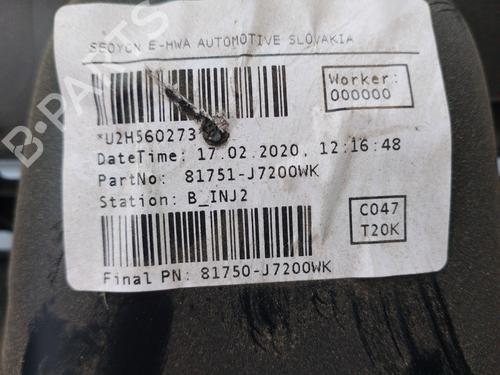 SEOYON E-HWA AUTOMOTIVE SLOVAKIA
Worker:
000000
*U2H560273
DateTime: 17.02.2020, 12:16:48
PartNo: 81751-J7200WK
Station: B_INJ2
C047
T20K
Final PN: 81750-J7200WK
B-PARTS